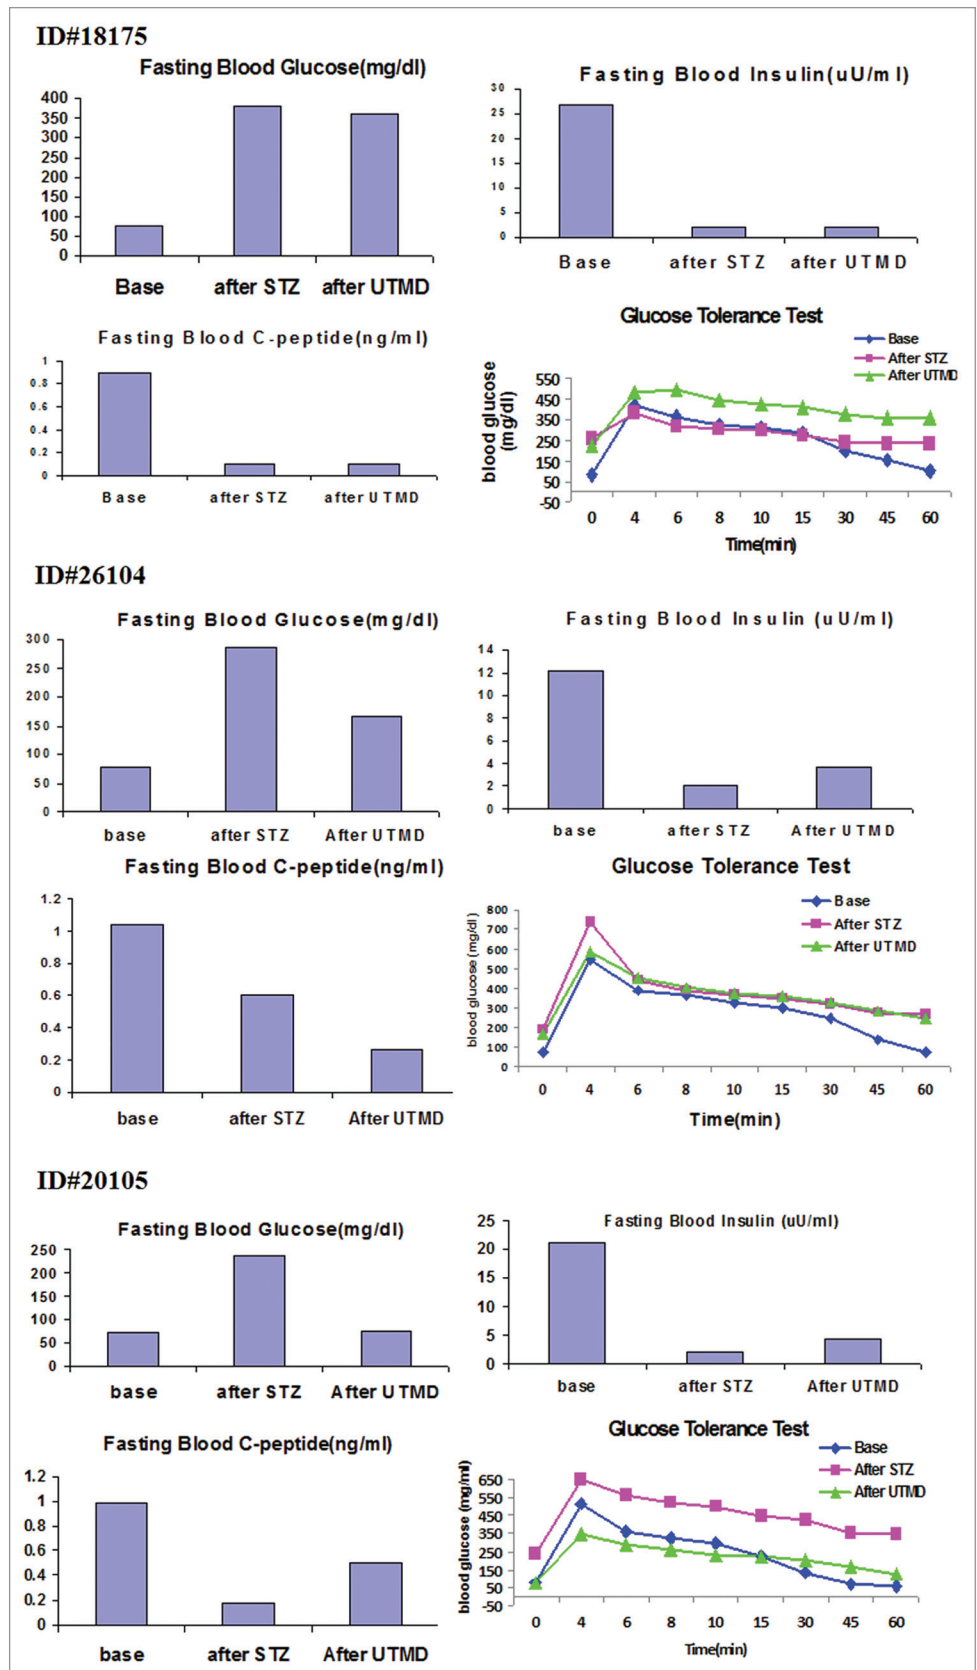 ID#18175
Fasting Blood Glucose(mg/dl)
400
350
300
250
200
150
100
50
0
Base after STZ after UTMD
Fasting Blood Insulin(uU/ml)
30
25
20
15
10
5
0
Base after STZ after UTMD
Fasting Blood C-peptide(ng/ml)
1
0.8
0.6
0.4
0.2
0
Base after STZ after UTMD
Glucose Tolerance Test
Base
After STZ
After UTMD
blood glucose
(mg/dl)
550
450
350
250
150
50
-50
0 4 6 8 10 15 30 45 60
Time(min)
ID#26104
Fasting Blood Glucose(mg/dl)
300
250
200
150
100
50
0
base after STZ After UTMD
Fasting Blood Insulin (uU/ml)
14
12
10
8
6
4
2
0
base after STZ After UTMD
Fasting Blood C-peptide(ng/ml)
1.2
1
0.8
0.6
0.4
0.2
0
base after STZ After UTMD
Glucose Tolerance Test
Base
After STZ
After UTMD
blood glucose (mg/dl)
800
700
600
500
400
300
200
100
0
0 4 6 8 10 15 30 45 60
Time(min)
ID#20105
Fasting Blood Glucose(mg/dl)
250
200
150
100
50
0
base after STZ After UTMD
Fasting Blood Insulin (uU/ml)
25
20
15
10
5
0
base after STZ After UTMD
Fasting Blood C-peptide(ng/ml)
1.2
1
0.8
0.6
0.4
0.2
0
base after STZ After UTMD
Glucose Tolerance Test
Base
After STZ
After UTMD
blood glucose (mg/ml)
650
550
450
350
250
150
50
-50
0 4 6 8 10 15 30 45 60
Time(min)